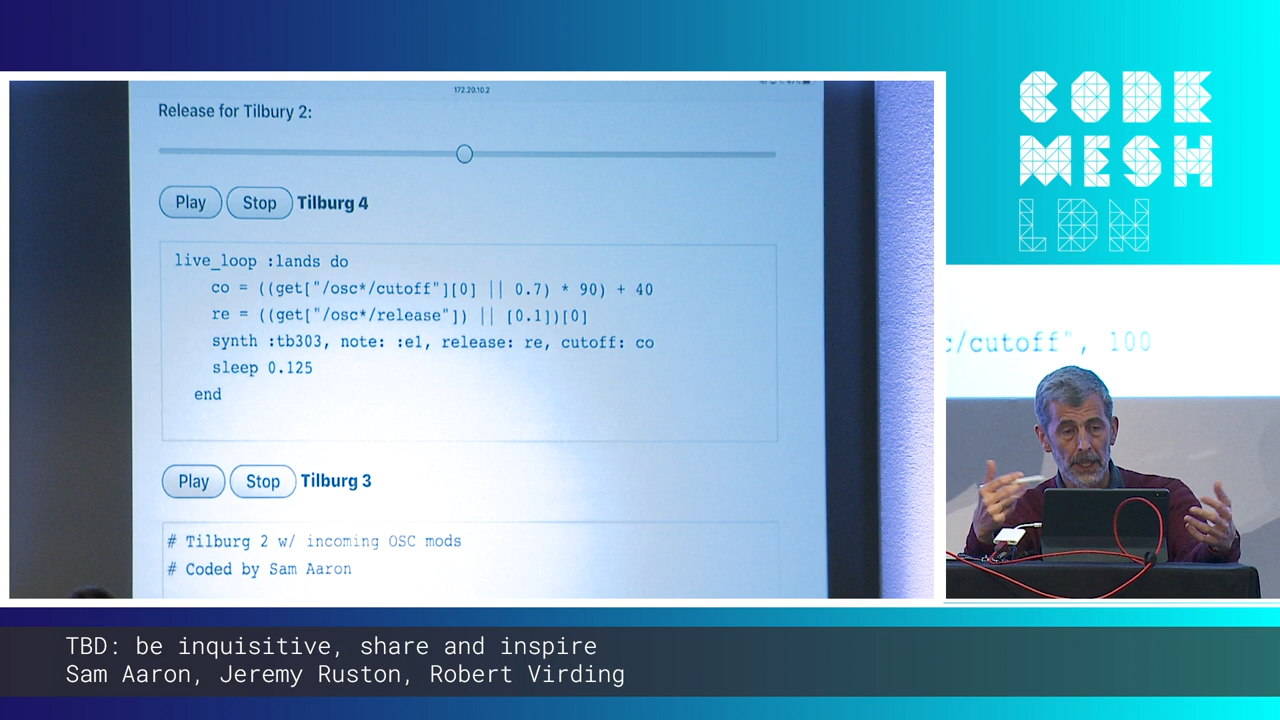 172.20.10.2
Release for Tilbury 2:
Play Stop Tilburg 4
live_loop :lands do
co = ((get["/osc*/cutoff"][0] || 0.7) * 90) + 40
re = ((get["/osc*/release"]) || [0.1])[0]
synth :tb303, note: :e1, release: re, cutoff: co
sleep 0.125
end
Play Stop Tilburg 3
# Tilburg 2 w/ incoming OSC mods
# Coded by Sam Aaron
CODE
MESH
LDN
c/cutoff", 100
TBD: be inquisitive, share and inspire
Sam Aaron, Jeremy Ruston, Robert Virding